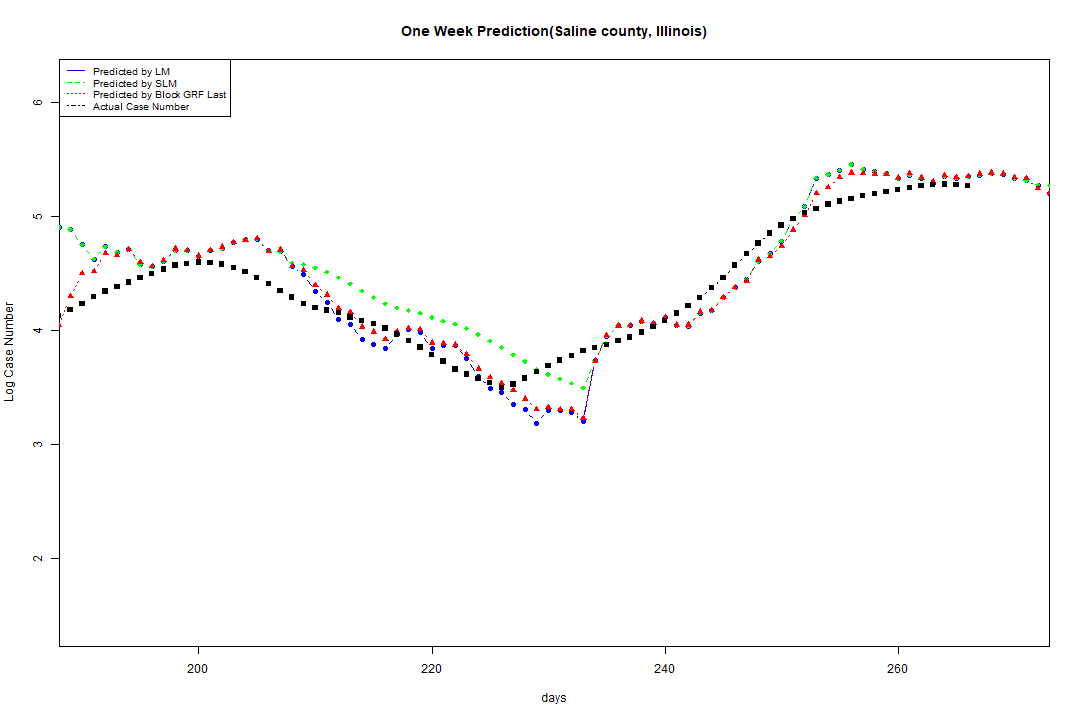 One Week Prediction(Saline county, Illinois)
Predicted by LM
Predicted by SLM
Predicted by Block GRF Last
Actual Case Number
6
5
4
3
2
Log Case Number
200 220 240 260
days